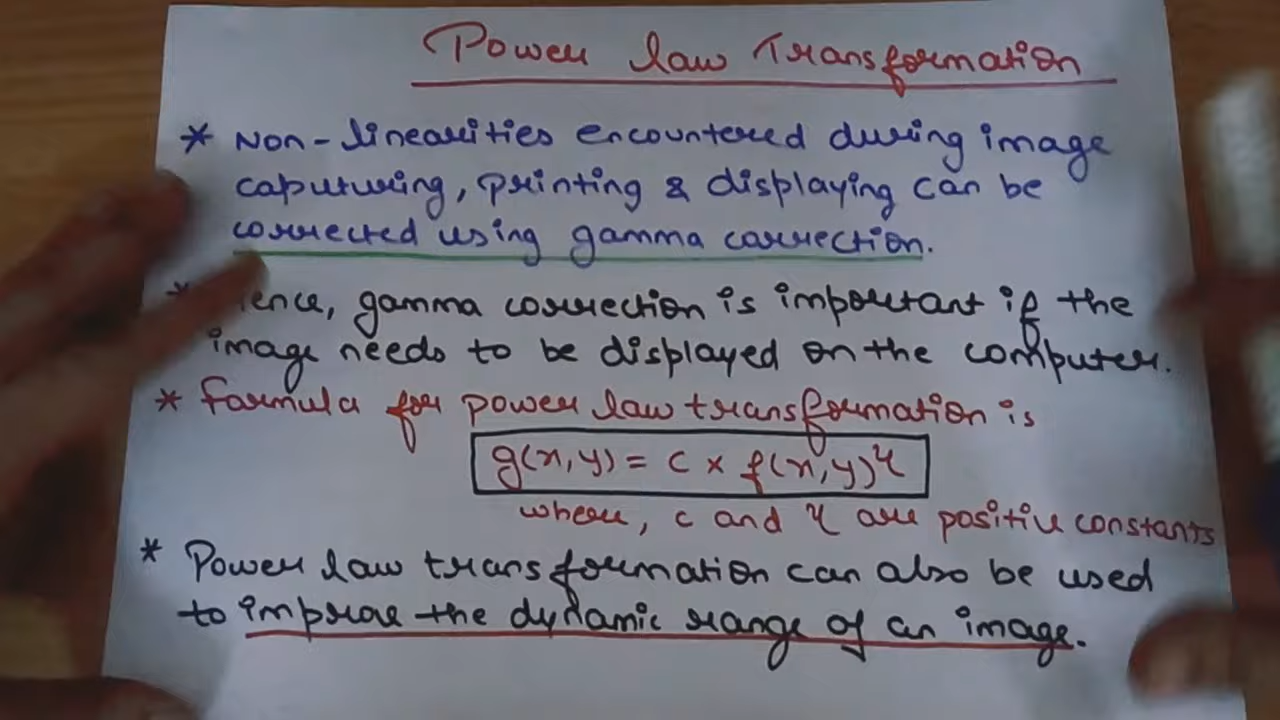 Power law Transformation
* Non-linearities encountered during image
caputuring, printing & displaying can be
corrected using gamma correction.
* Hence, gamma correction is important if the
image needs to be displayed on the computer.
* Formula for power law transformation is
g(x,y) = c × f(x,y)^γ
where, c and γ are positive constants
* Power law transformation can also be used
to improve the dynamic range of an image.